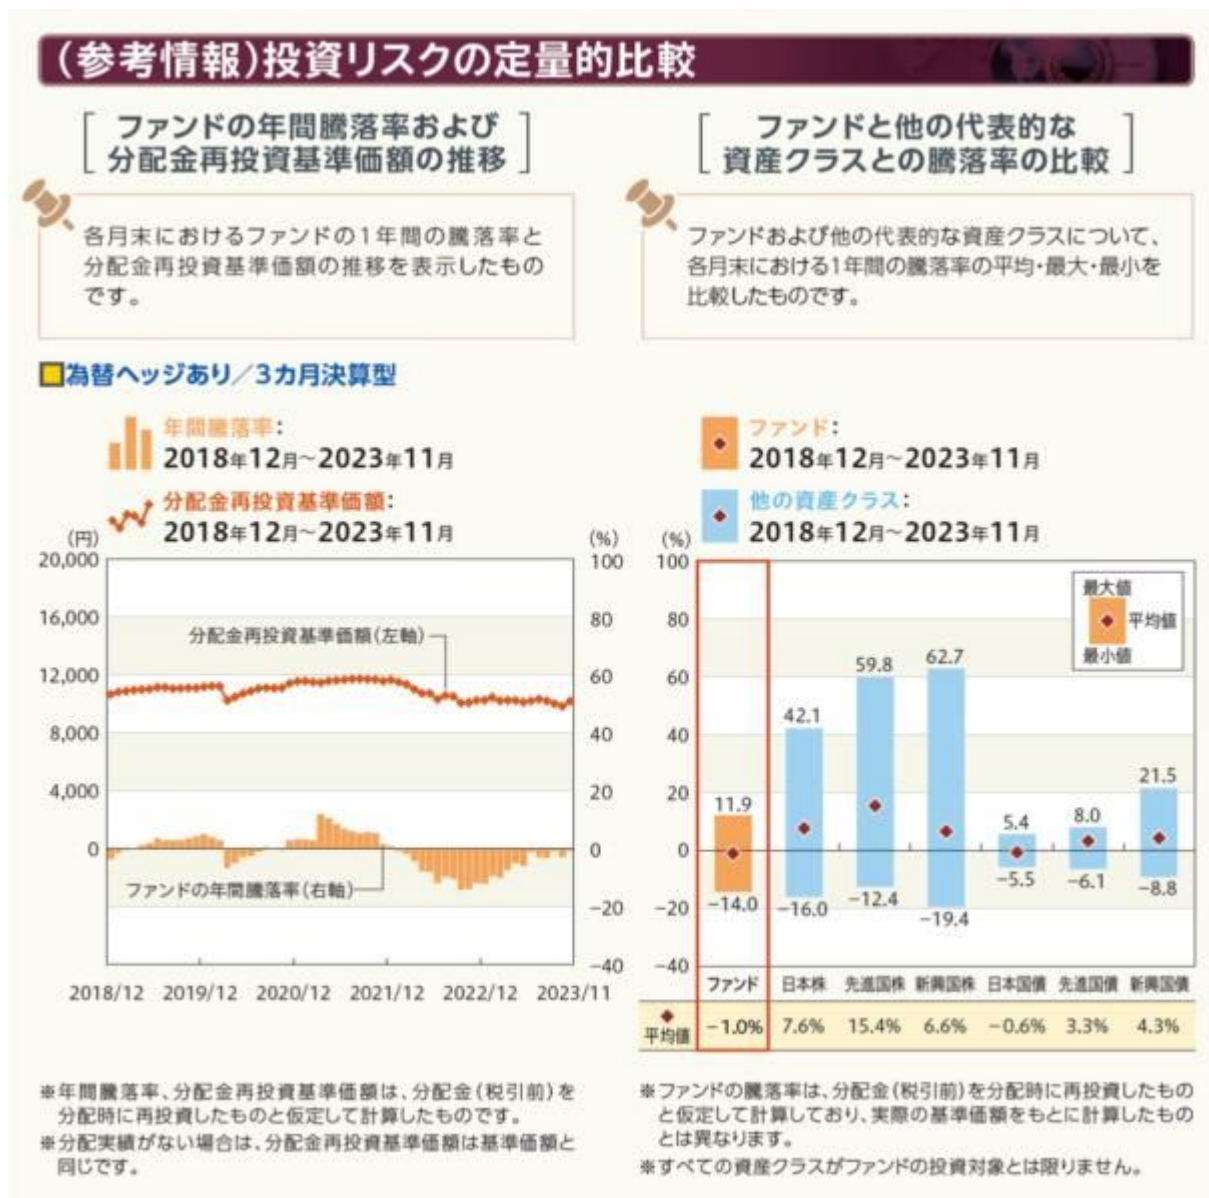 (参考情報)投資リスクの定量的比較
ファンドの年間騰落率および
分配金再投資基準価額の推移
各月末におけるファンドの1年間の騰落率と
分配金再投資基準価額の推移を表示したもの
です。
ファンドと他の代表的な
資産クラスとの騰落率の比較
ファンドおよび他の代表的な資産クラスについて、
各月末における1年間の騰落率の平均・最大・最小を
比較したものです。
為替ヘッジあり/3カ月決算型
年間騰落率:
2018年12月~2023年11月
分配金再投資基準価額:
2018年12月~2023年11月
(円)
(%)
20,000
16,000
12,000
8,000
4,000
0
100
80
60
40
20
0
-20
-40
分配金再投資基準価額(左軸)
ファンドの年間騰落率(右軸)
2018/12 2019/12 2020/12 2021/12 2022/12 2023/11
※年間騰落率、分配金再投資基準価額は、分配金(税引前)を
分配時に再投資したものと仮定して計算したものです。
※分配実績がない場合は、分配金再投資基準価額は基準価額と
同じです。
ファンド:
2018年12月~2023年11月
他の資産クラス:
2018年12月~2023年11月
(%)
100
80
60
40
20
0
-20
-40
最大値
平均値
最小値
11.9
-14.0
42.1
-16.0
59.8
-12.4
62.7
-19.4
5.4
-5.5
8.0
-6.1
21.5
-8.8
ファンド 日本株 先進国株 新興国株 日本国債 先進国債 新興国債
平均値 -1.0% 7.6% 15.4% 6.6% -0.6% 3.3% 4.3%
※ファンドの騰落率は、分配金(税引前)を分配時に再投資したもの
と仮定して計算しており、実際の基準価額をもとに計算したもの
とは異なります。
※すべての資産クラスがファンドの投資対象とは限りません。